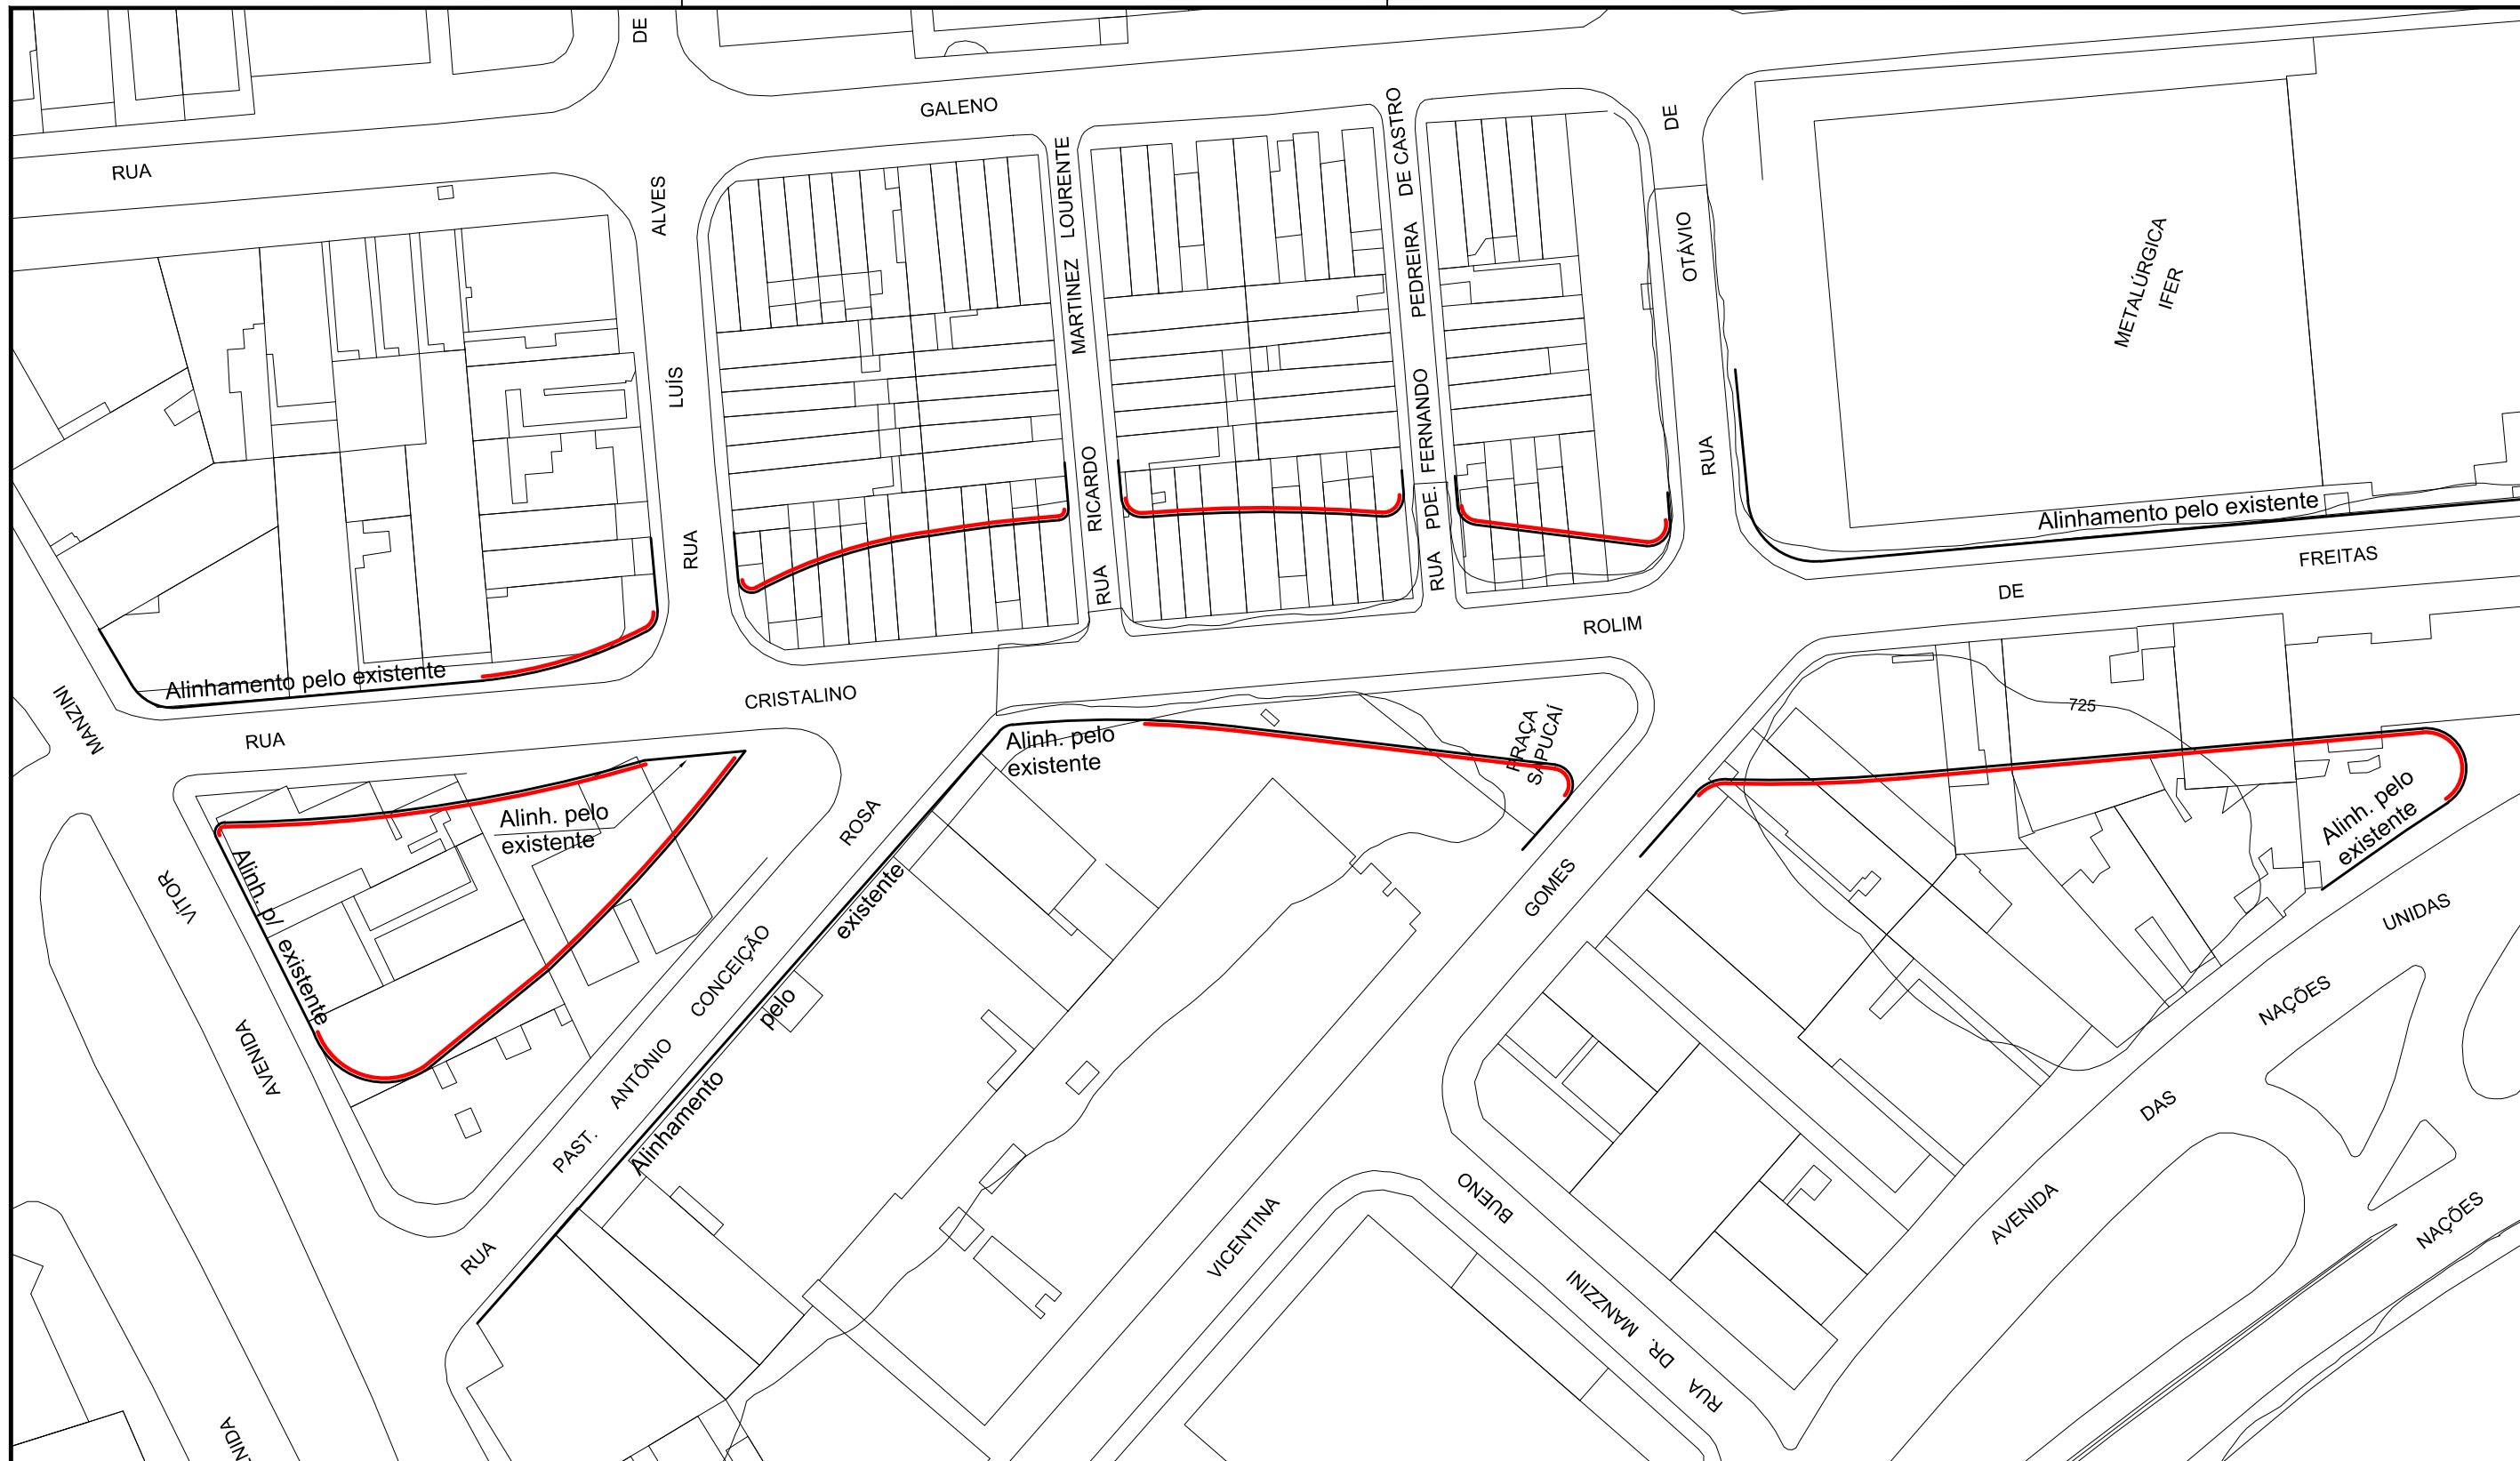 DE
GALENO
RUA
ALVES
LUÍS
RUA
LOURENTE
MARTINEZ
RICARDO
RUA
DE CASTRO
PEDREIRA
FERNANDO
PDE.
RUA
DE
OTÁVIO
RUA
METALÚRGICA
IFER
Alinhamento pelo existente
FREITAS
DE
ROLIM
CRISTALINO
RUA
Alinhamento pelo existente
MANZINI
VÍTOR
AVENIDA
NIDA
Alinh. pelo
existente
Alinh. p/ existente
Alinh. pelo
existente
PRAÇA
SAPUCAÍ
725
Alinh. pelo
existente
ROSA
CONCEIÇÃO
ANTÔNIO
PAST.
RUA
Alinhamento pelo existente
GOMES
VICENTINA
BUENO
MANZZINI
DR.
RUA
UNIDAS
NAÇÕES
DAS
AVENIDA
NAÇÕES